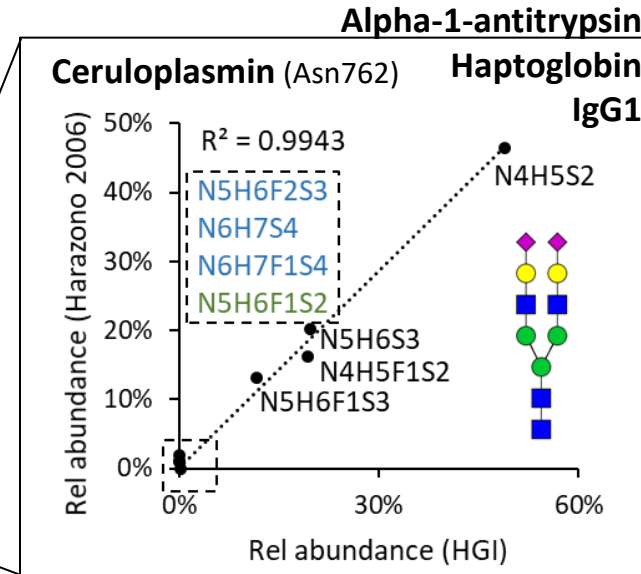 Alpha-1-antitrypsin
Haptoglobin
IgG1
Ceruloplasmin (Asn762)
Rel abundance (Harazono 2006)
50%
40%
30%
20%
10%
0%
R² = 0.9943
N5H6F2S3
N6H7S4
N6H7F1S4
N5H6F1S2
N4H5S2
N5H6S3
N4H5F1S2
N5H6F1S3
0%
30%
60%
Rel abundance (HGI)